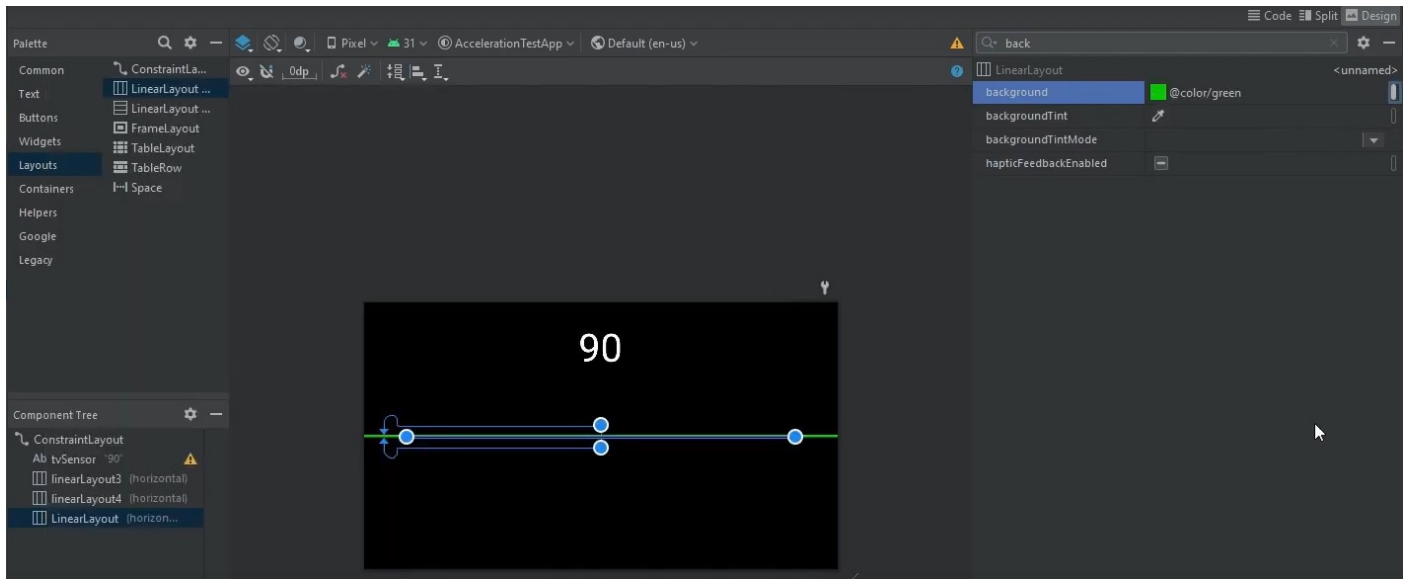 Code Split Design
Palette
Pixel 31 AccelerationTestApp Default (en-us)
back
Common
Text
Buttons
Widgets
Layouts
Containers
Helpers
Google
Legacy
ConstraintLa...
LinearLayout ...
LinearLayout ...
FrameLayout
TableLayout
TableRow
Space
0dp
LinearLayout <unnamed>
background @color/green
backgroundTint
backgroundTintMode
hapticFeedbackEnabled
90
Component Tree
ConstraintLayout
Ab tvSensor "90"
linearLayout3 (horizontal)
linearLayout4 (horizontal)
LinearLayout (horizon...